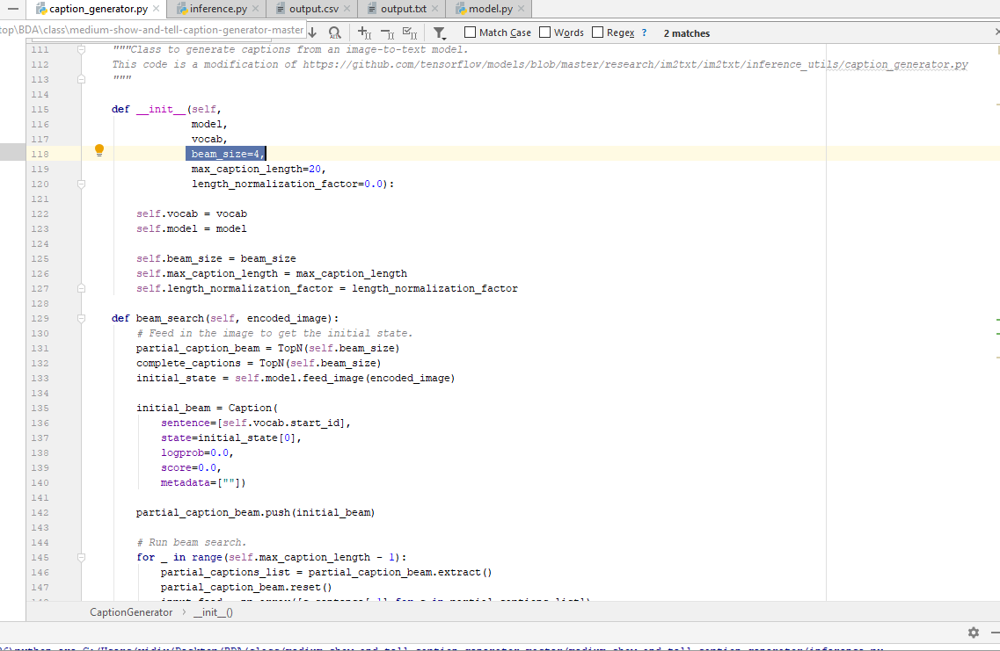 caption_generator.py inference.py output.csv output.txt model.py
top\BDA\class\medium-show-and-tell-caption-generator-master
Match Case Words Regex ? 2 matches
111 """Class to generate captions from an image-to-text model.
112 This code is a modification of https://github.com/tensorflow/models/blob/master/research/im2txt/im2txt/inference_utils/caption_generator.py
113 """
114
115 def __init__(self,
116 model,
117 vocab,
118 beam_size=4,
119 max_caption_length=20,
120 length_normalization_factor=0.0):
121
122 self.vocab = vocab
123 self.model = model
124
125 self.beam_size = beam_size
126 self.max_caption_length = max_caption_length
127 self.length_normalization_factor = length_normalization_factor
128
129 def beam_search(self, encoded_image):
130 # Feed in the image to get the initial state.
131 partial_caption_beam = TopN(self.beam_size)
132 complete_captions = TopN(self.beam_size)
133 initial_state = self.model.feed_image(encoded_image)
134
135 initial_beam = Caption(
136 sentence=[self.vocab.start_id],
137 state=initial_state[0],
138 logprob=0.0,
139 score=0.0,
140 metadata=[""])
141
142 partial_caption_beam.push(initial_beam)
143
144 # Run beam search.
145 for _ in range(self.max_caption_length - 1):
146 partial_captions_list = partial_caption_beam.extract()
147 partial_caption_beam.reset()
CaptionGenerator __init__()